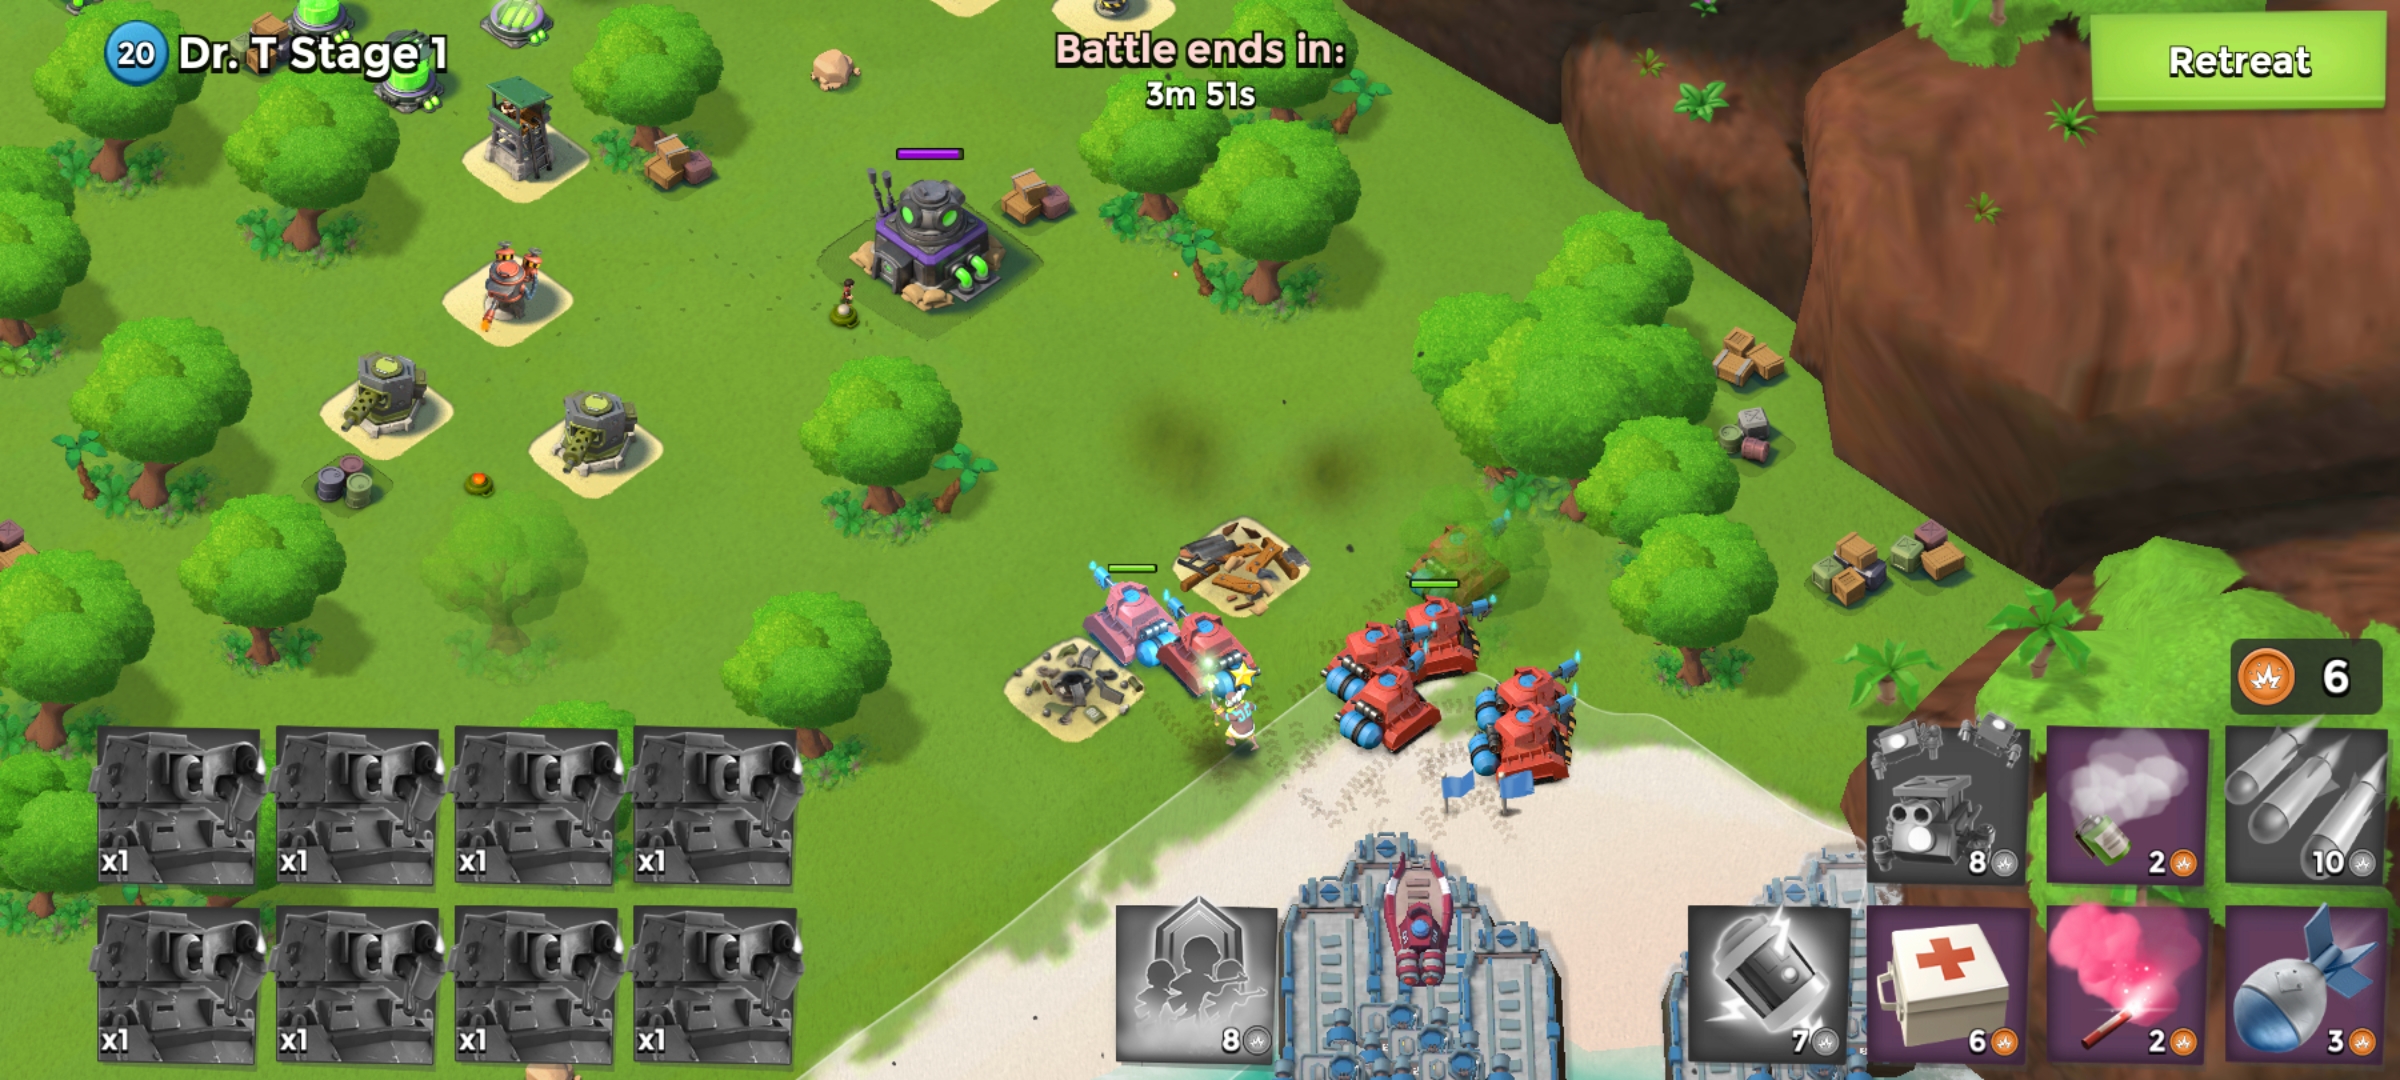 20 Dr. T Stage 1
Battle ends in:
3m 51s
Retreat
6
x1 x1 x1 x1
8 2 10
x1 x1 x1 x1
8 7 6 2 3